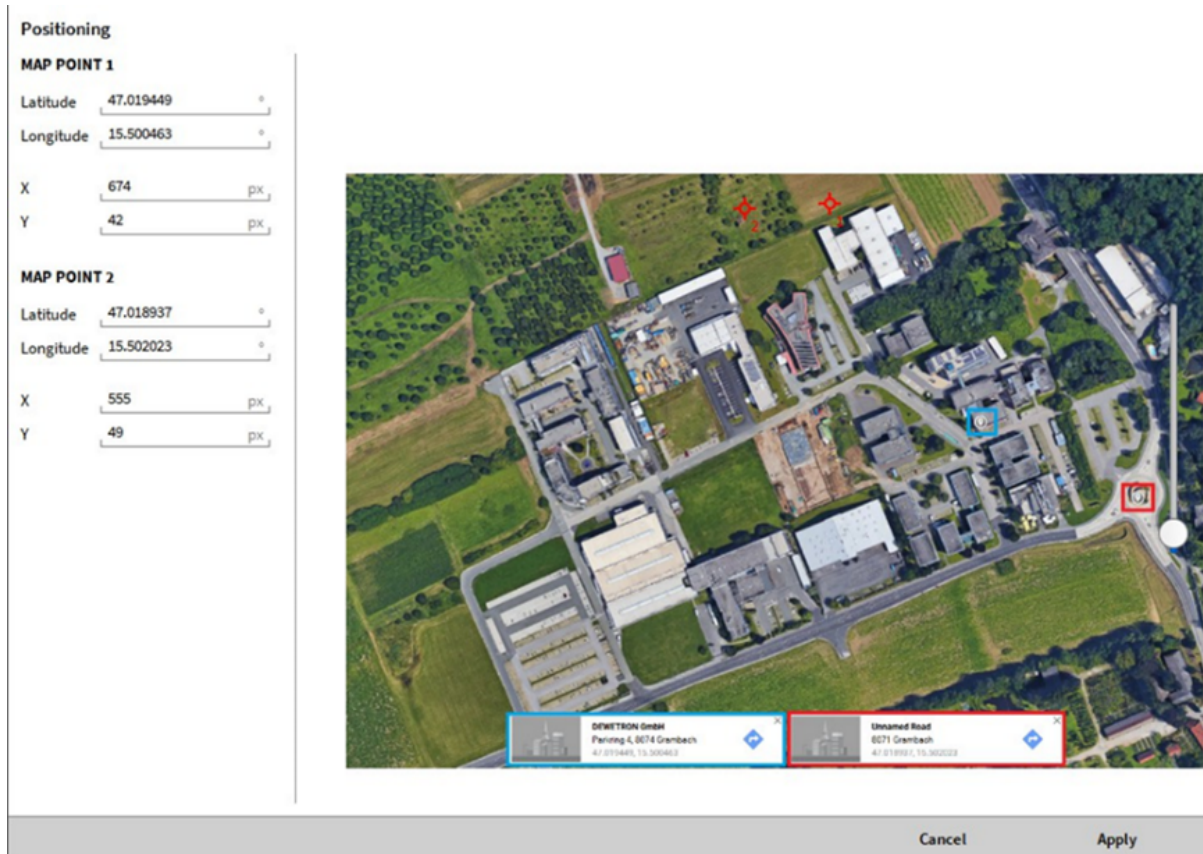 Positioning
MAP POINT 1
Latitude 47.019449 °
Longitude 15.500463 °
X 674 px
Y 42 px
MAP POINT 2
Latitude 47.018937 °
Longitude 15.502023 °
X 555 px
Y 49 px
2
DEWETRON GmbH
Parkring 4, 8074 Grambach
47.019449, 15.500463
Unnamed Road
8071 Grambach
47.018937, 15.502023
Cancel Apply